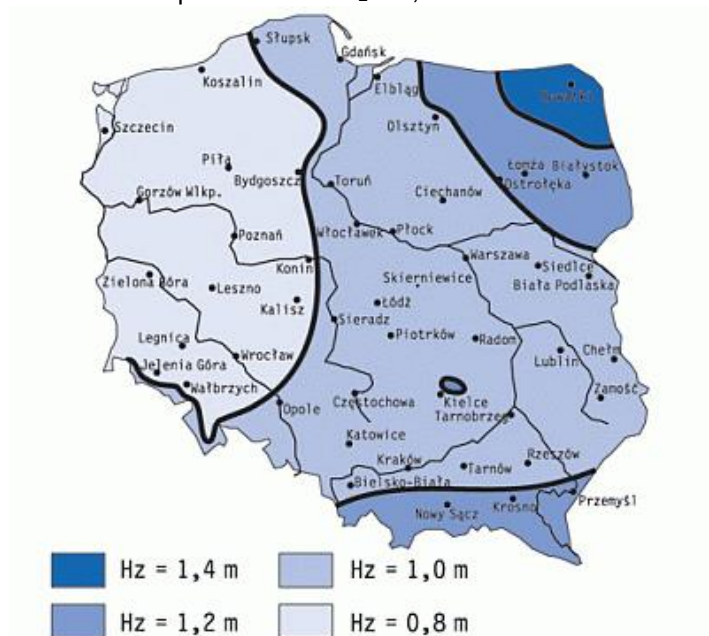 Słupsk
Gdańsk
Koszalin
Elbląg
Suwałki
Szczecin
Olsztyn
Piła
Bydgoszcz
Toruń
Łomża Białystok
Ostrołęka
Gorzów Wlkp.
Ciechanów
Włocławek
Płock
Poznań
Warszawa
Konin
Siedlce
Skierniewice
Biała Podlaska
Zielona Góra
Leszno
Kalisz
Łódź
Sieradz
Piotrków
Radom
Legnica
Wrocław
Lublin
Chełm
Jelenia Góra
Wałbrzych
Opole
Częstochowa
Kielce
Zamość
Tarnobrzeg
Katowice
Kraków
Rzeszów
Tarnów
Bielsko-Biała
Przemyśl
Nowy Sącz
Krosno
Hz = 1,4 m
Hz = 1,0 m
Hz = 1,2 m
Hz = 0,8 m